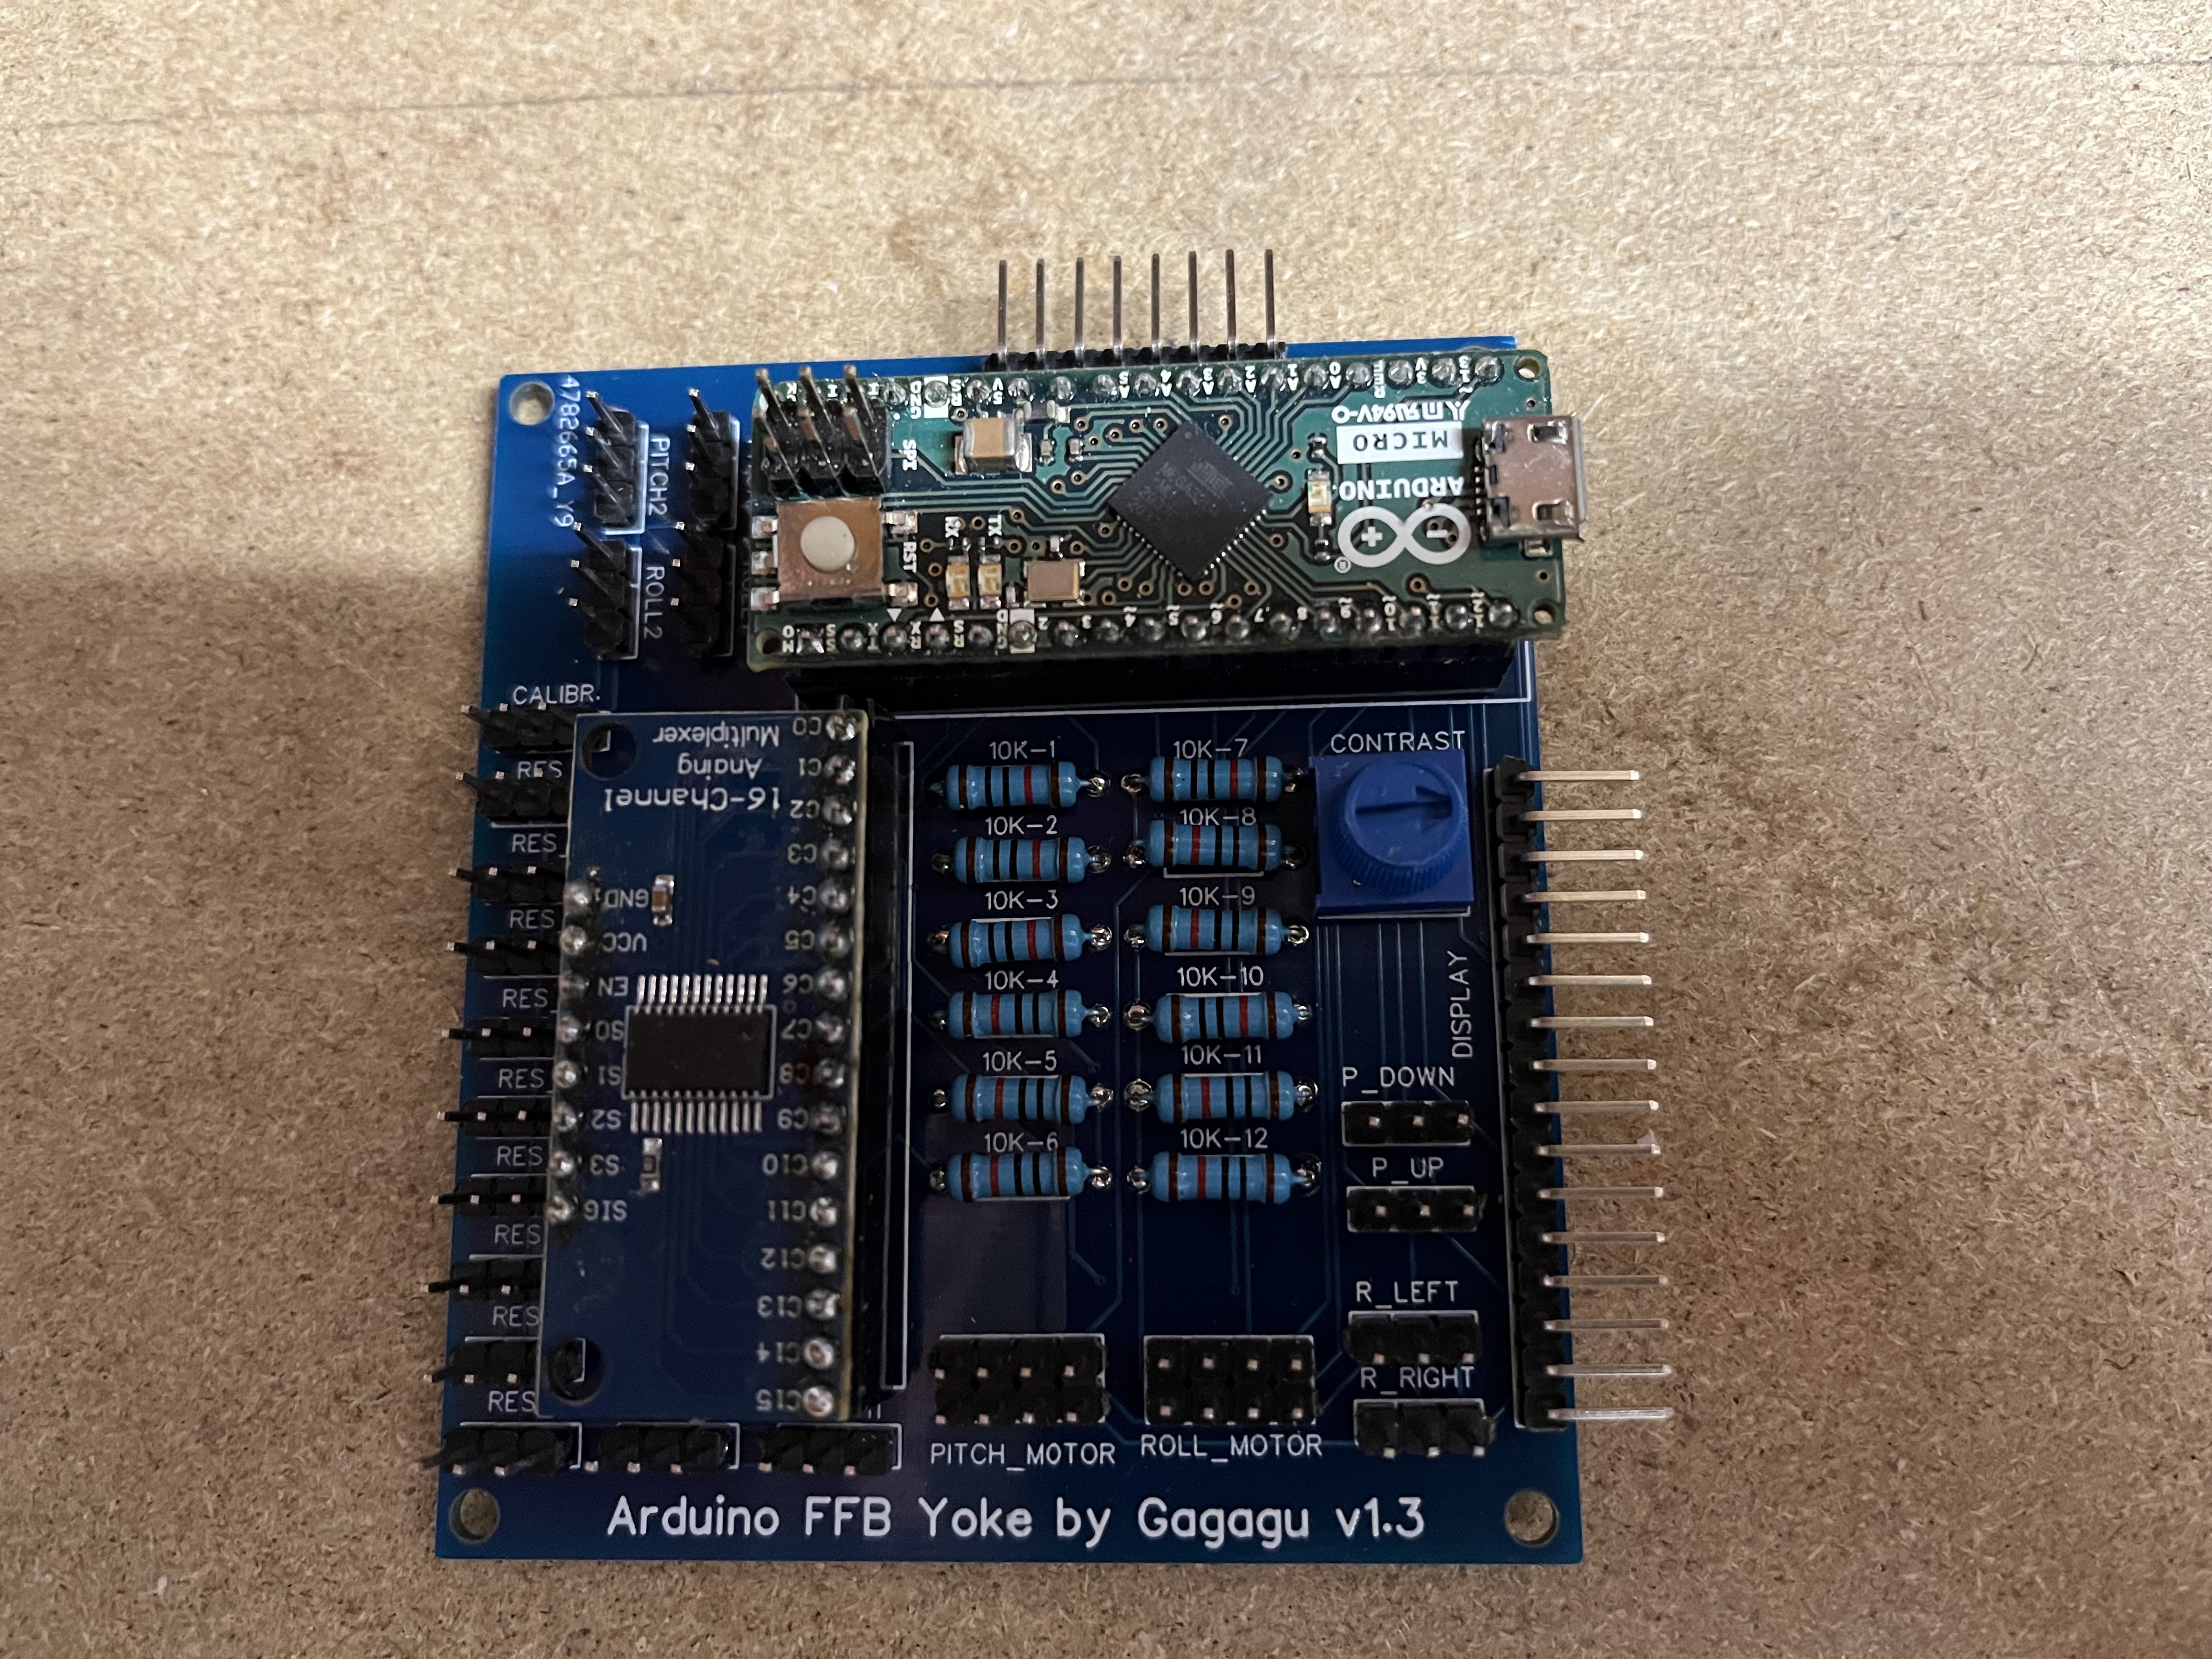 Arduino FFB Yoke by Gagagu v1.3
RES
RES
RES
RES
RES
RES
RES
RES
RES
CALIBR.
4782665A_Y9
ROLL2
PITCH2
SIG
S3
S2
S1
S0
EN
VCC
GND
16-Channel
Analog
Multiplexer
C15
C14
C13
C12
C11
C10
C9
C8
C7
C6
C5
C4
C3
C2
C1
C0
PITCH_MOTOR
ROLL_MOTOR
10K-6
10K-5
10K-4
10K-3
10K-2
10K-1
10K-12
10K-11
10K-10
10K-9
10K-8
10K-7
R_RIGHT
R_LEFT
P_UP
P_DOWN
DISPLAY
CONTRAST
RST
SPI
RX
TX
ARDUINO
MICRO
94V-0